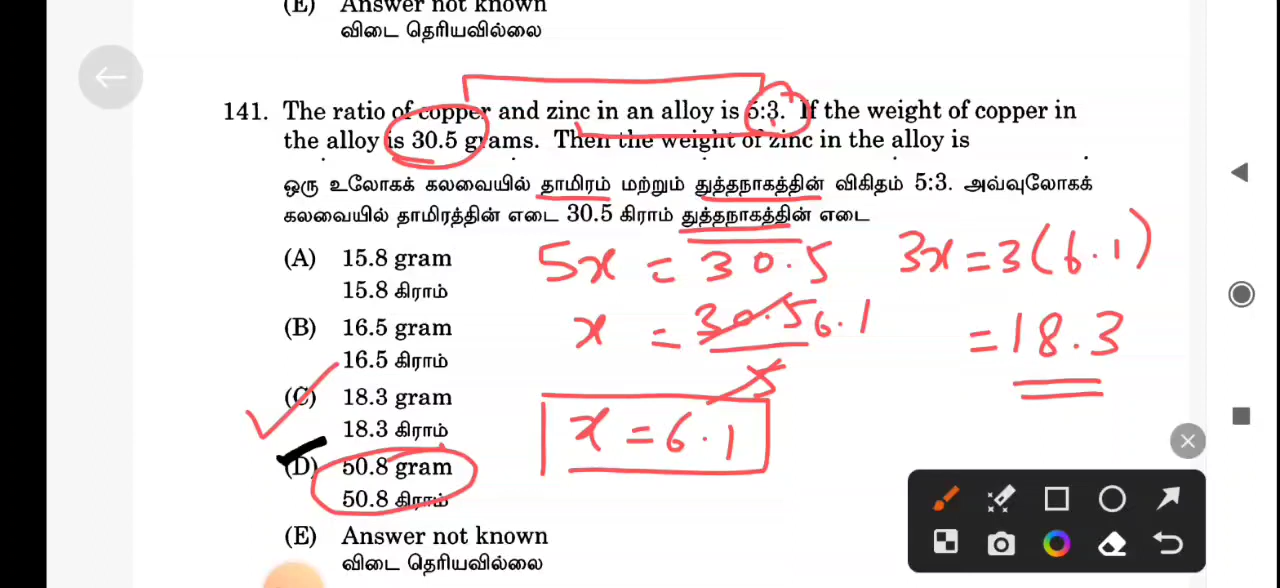 (E) Answer not known
விடை தெரியவில்லை
141. The ratio of copper and zinc in an alloy is 5:3. If the weight of copper in
the alloy is 30.5 grams. Then the weight of zinc in the alloy is
ஒரு உலோகக் கலவையில் தாமிரம் மற்றும் துத்தநாகத்தின் விகிதம் 5:3. அவ்வுலோகக்
கலவையில் தாமிரத்தின் எடை 30.5 கிராம் துத்தநாகத்தின் எடை
(A) 15.8 gram
15.8 கிராம்
(B) 16.5 gram
16.5 கிராம்
(C) 18.3 gram
18.3 கிராம்
(D) 50.8 gram
50.8 கிராம்
(E) Answer not known
விடை தெரியவில்லை
5x = 30.5
x = 30.5 6.1
5
x = 6.1
3x = 3(6.1)
= 18.3